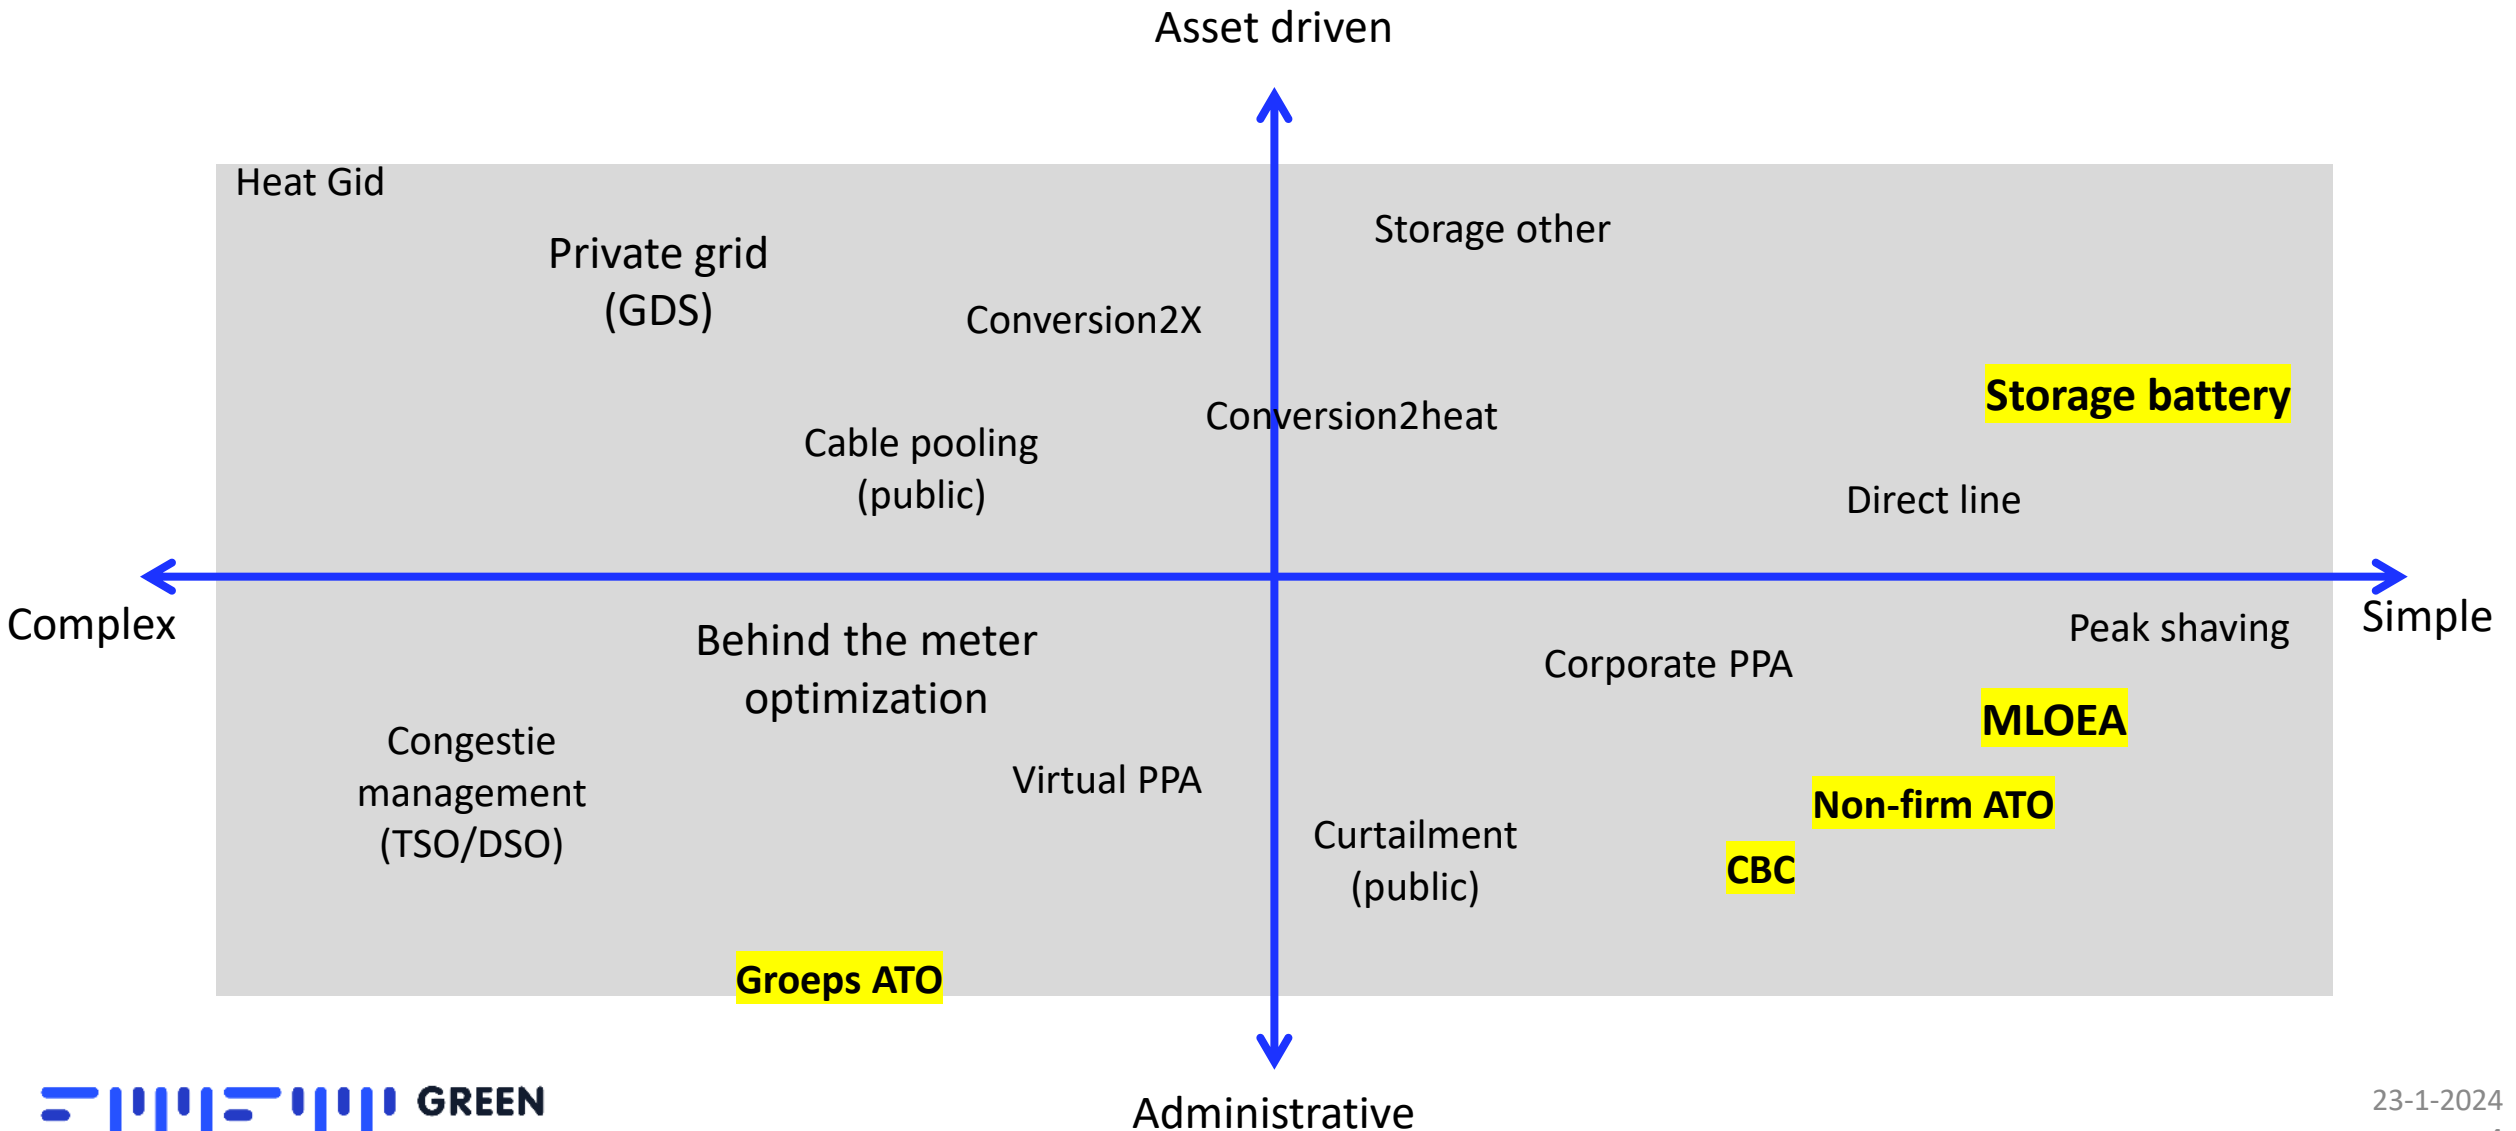 Asset driven
Heat Gid
Storage other
Private grid
(GDS)
Conversion2X
Storage battery
Conversion2heat
Cable pooling
(public)
Direct line
Complex
Simple
Behind the meter
optimization
Peak shaving
Corporate PPA
MLOEA
Congestie
management
(TSO/DSO)
Virtual PPA
Non-firm ATO
Curtailment
(public)
CBC
Groeps ATO
GREEN
Administrative
23-1-2024